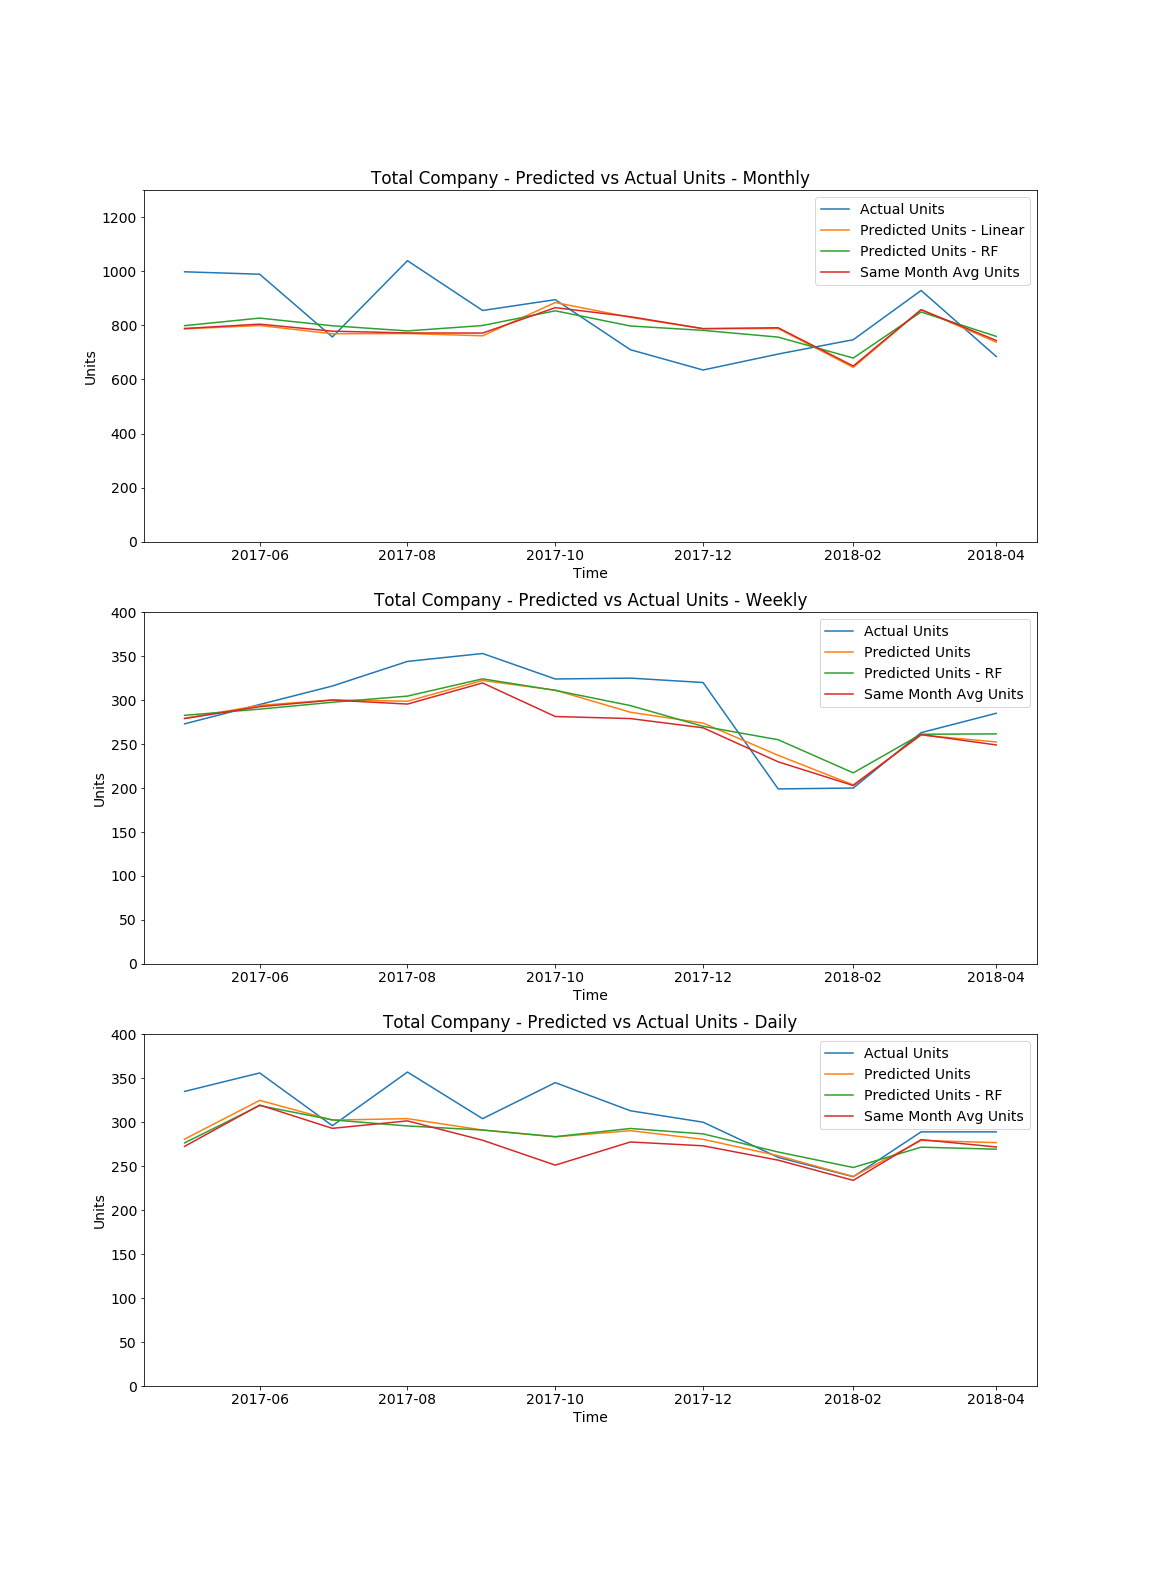 Total Company - Predicted vs Actual Units - Monthly
Actual Units
Predicted Units - Linear
Predicted Units - RF
Same Month Avg Units
1200
1000
800
600
400
200
0
Units
2017-06 2017-08 2017-10 2017-12 2018-02 2018-04
Time
Total Company - Predicted vs Actual Units - Weekly
Actual Units
Predicted Units
Predicted Units - RF
Same Month Avg Units
400
350
300
250
200
150
100
50
0
Units
2017-06 2017-08 2017-10 2017-12 2018-02 2018-04
Time
Total Company - Predicted vs Actual Units - Daily
Actual Units
Predicted Units
Predicted Units - RF
Same Month Avg Units
400
350
300
250
200
150
100
50
0
Units
2017-06 2017-08 2017-10 2017-12 2018-02 2018-04
Time